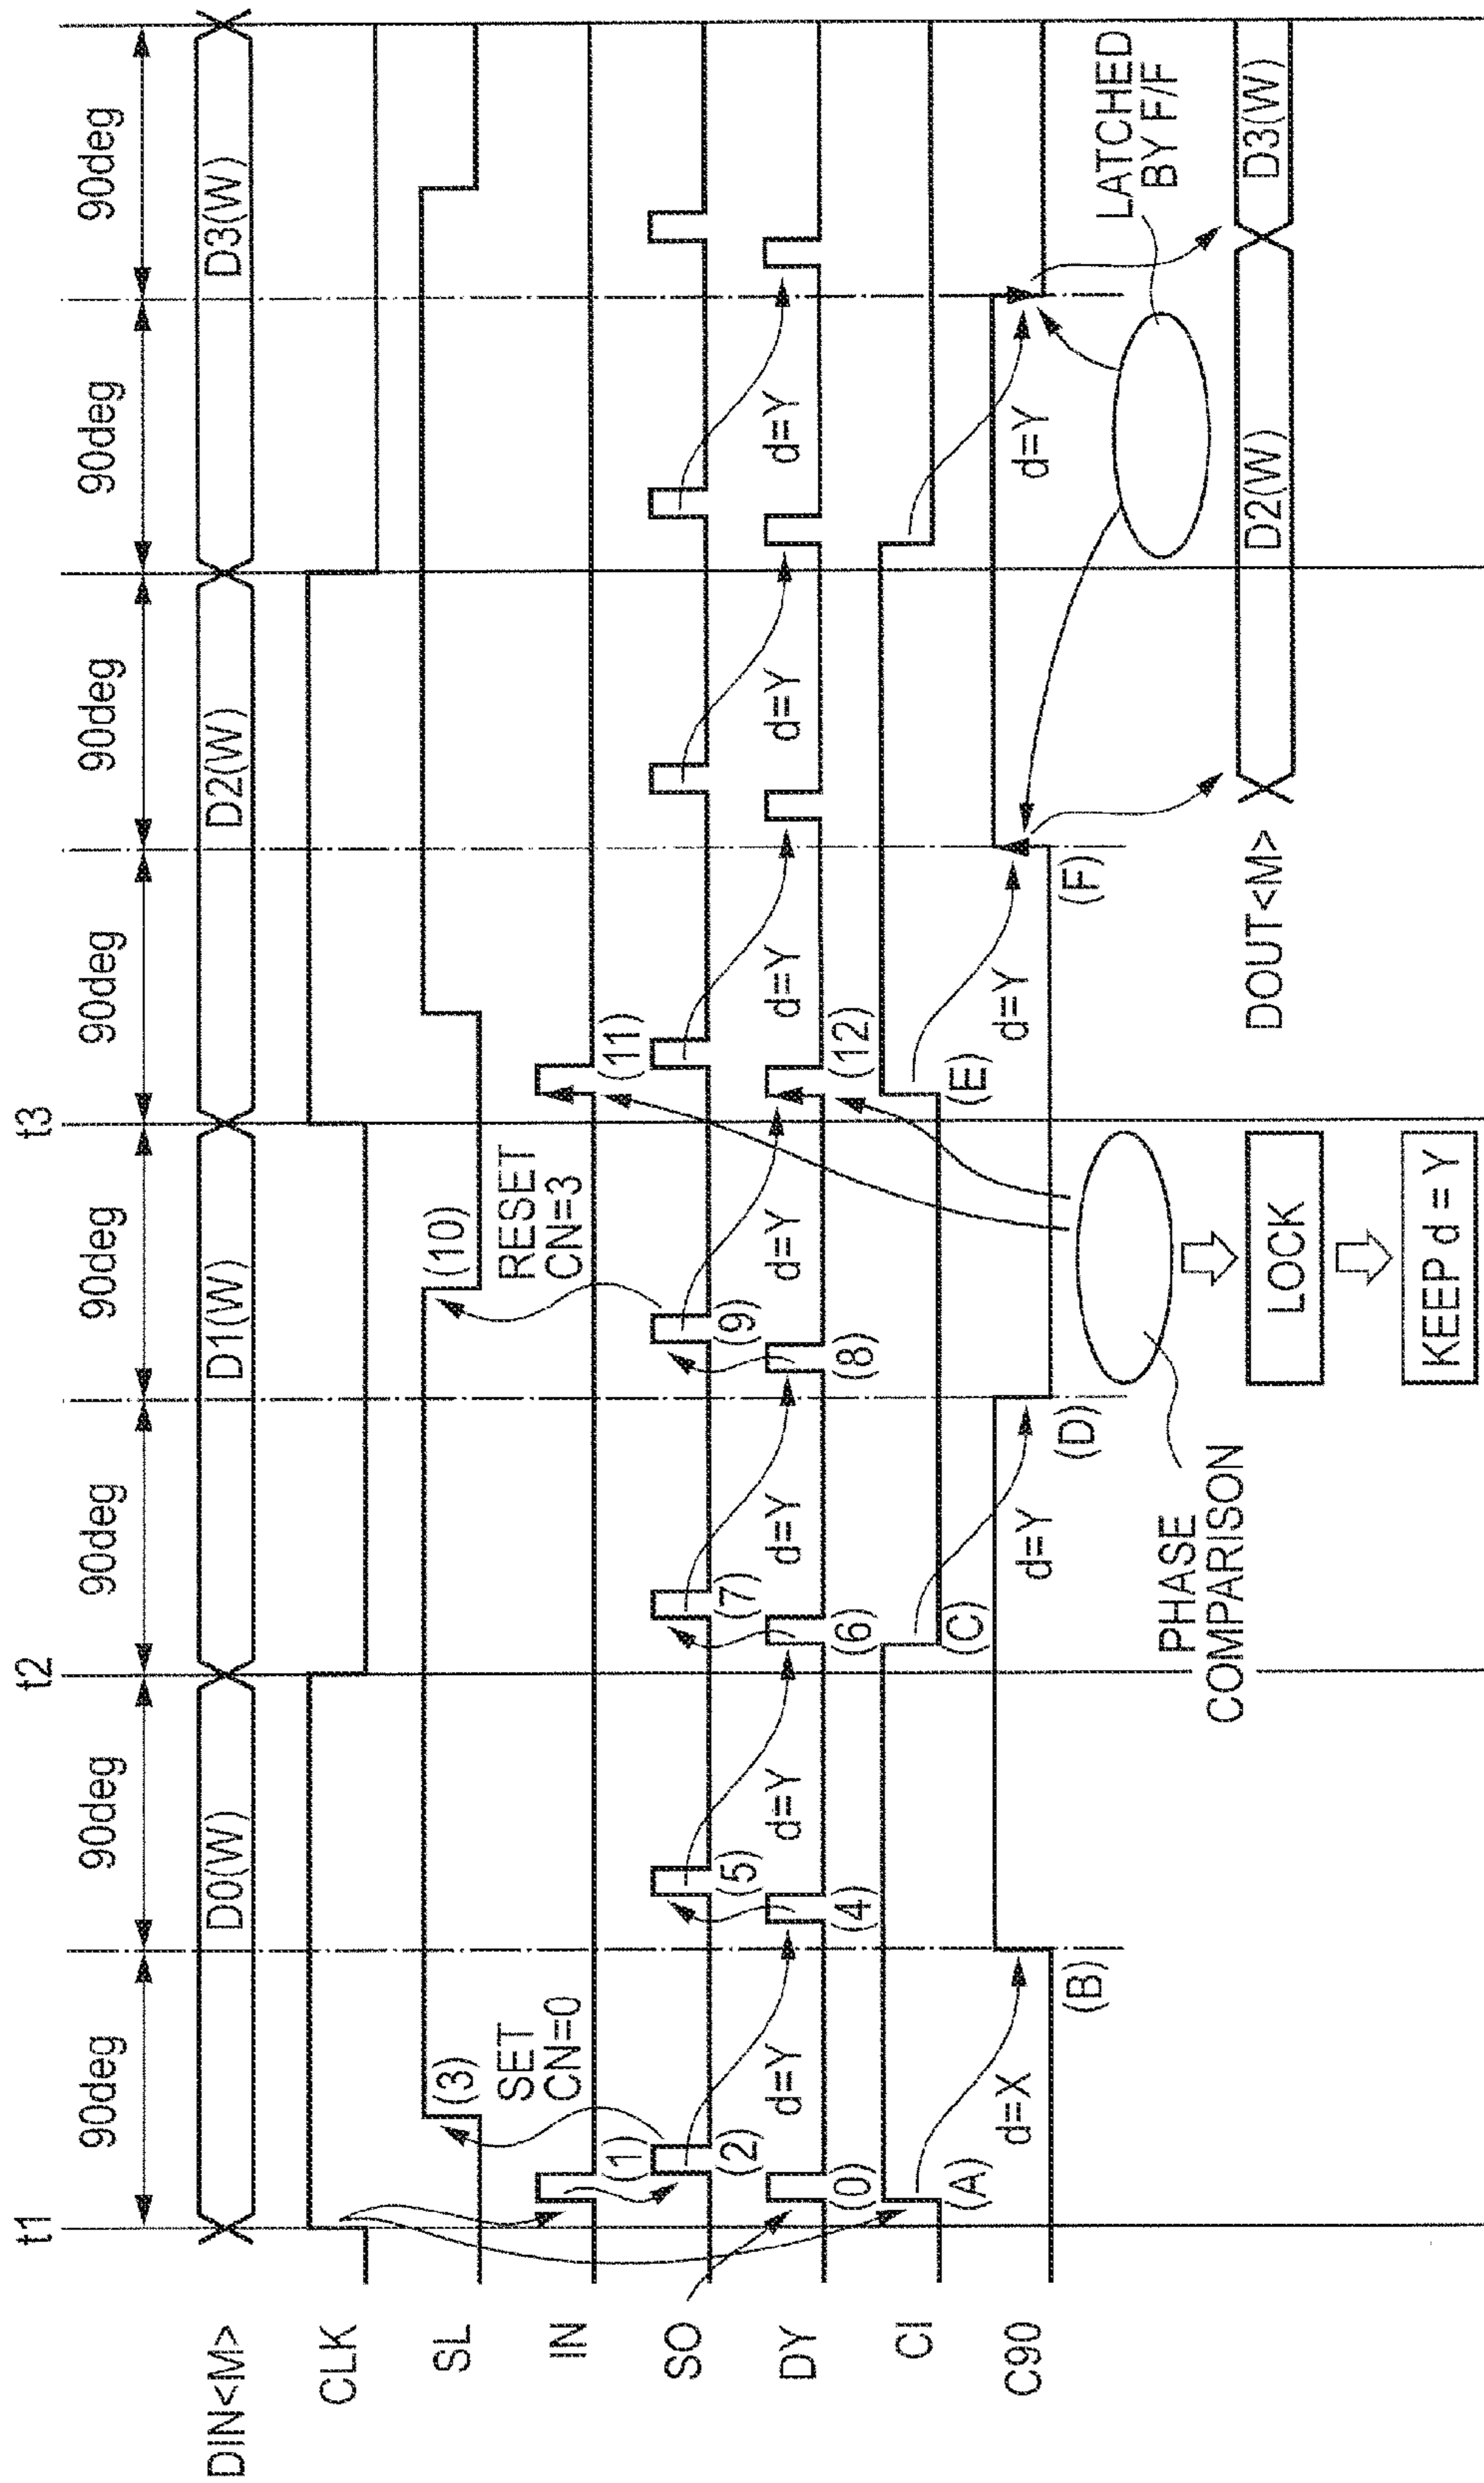 t1 t2 t3
90deg 90deg 90deg 90deg 90deg 90deg 90deg 90deg
DIN<M> D0(W) D1(W) D2(W) D3(W)
CLK
SL (3) (10)
SET
CN=0
RESET
CN=3
IN (1) (11)
SO (2) (5) (7) (9)
DY d=Y d=Y d=Y d=Y d=Y d=Y d=Y
(0) (4) (6) (8) (12)
CI (A) (C) (E)
C90 d=X d=Y d=Y d=Y
(B) (D) (F)
LATCHED
BY F/F
PHASE
COMPARISON
DOUT<M> D2(W) D3(W)
LOCK
KEEP d = Y